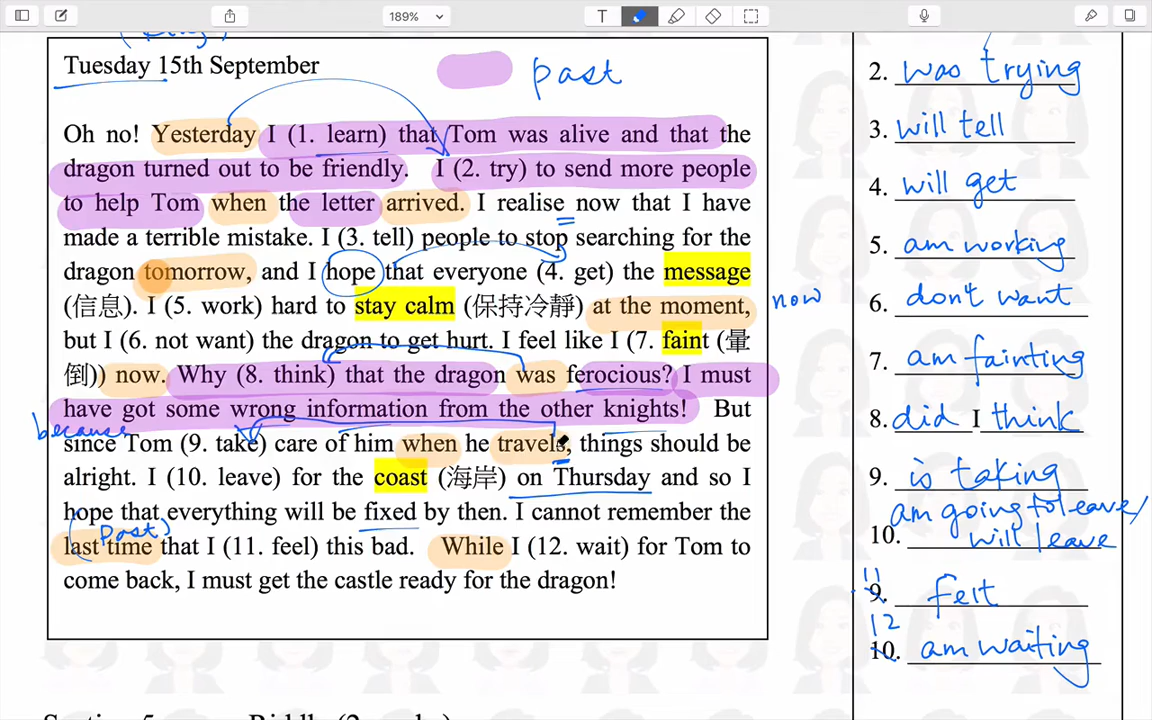 189%
Tuesday 15th September
past
Oh no! Yesterday I (1. learn) that Tom was alive and that the
dragon turned out to be friendly. I (2. try) to send more people
to help Tom when the letter arrived. I realise now that I have
made a terrible mistake. I (3. tell) people to stop searching for the
dragon tomorrow, and I hope that everyone (4. get) the message
(信息). I (5. work) hard to stay calm (保持冷靜) at the moment,
now
but I (6. not want) the dragon to get hurt. I feel like I (7. faint (暈
倒)) now. Why (8. think) that the dragon was ferocious? I must
have got some wrong information from the other knights! But
because
since Tom (9. take) care of him when he travels, things should be
alright. I (10. leave) for the coast (海岸) on Thursday and so I
hope that everything will be fixed by then. I cannot remember the
(past)
last time that I (11. feel) this bad. While I (12. wait) for Tom to
come back, I must get the castle ready for the dragon!
2. was trying
3. will tell
4. will get
5. am working
6. don't want
7. am fainting
8. did I think
9. is taking
am going to leave/
10. will leave
11
9. felt
12
10. am waiting